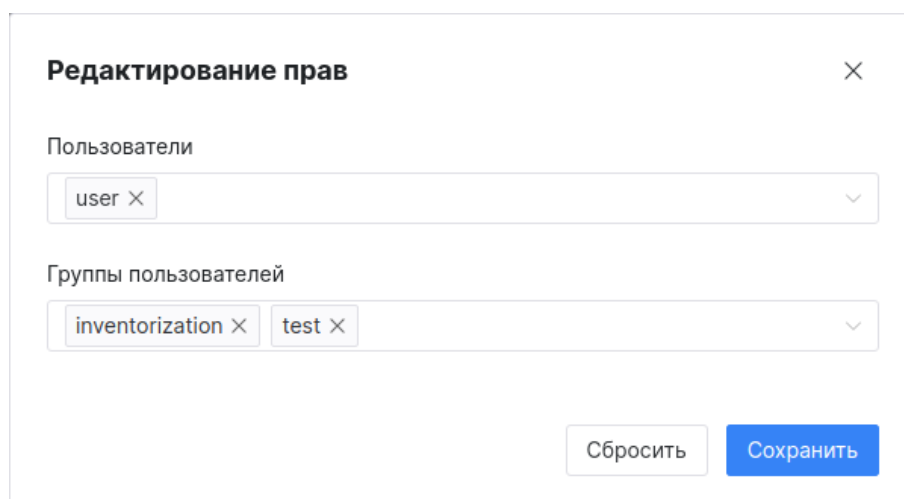 Редактирование прав
Пользователи
user
Группы пользователей
inventorization test
Сбросить Сохранить